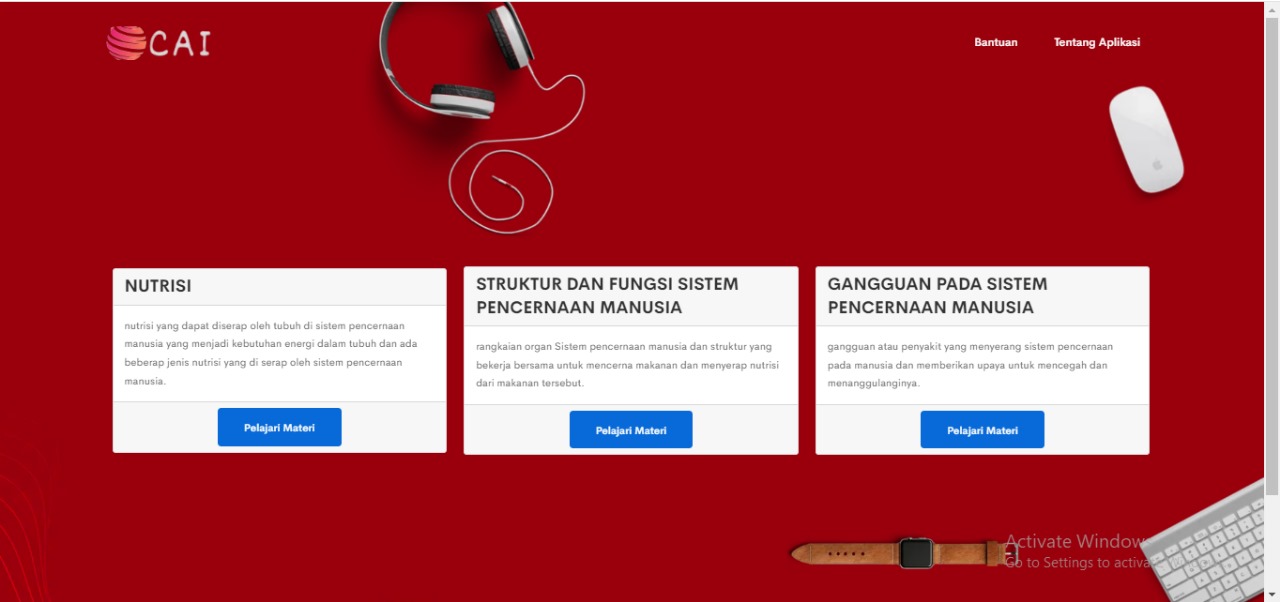 CAI
Bantuan
Tentang Aplikasi
NUTRISI
nutrisi yang dapat diserap oleh tubuh di sistem pencernaan
manusia yang menjadi kebutuhan energi dalam tubuh dan ada
beberap jenis nutrisi yang di serap oleh sistem pencernaan
manusia.
Pelajari Materi
STRUKTUR DAN FUNGSI SISTEM
PENCERNAAN MANUSIA
rangkaian organ Sistem pencernaan manusia dan struktur yang
bekerja bersama untuk mencerna makanan dan menyerap nutrisi
dari makanan tersebut.
Pelajari Materi
GANGGUAN PADA SISTEM
PENCERNAAN MANUSIA
gangguan atau penyakit yang menyerang sistem pencernaan
pada manusia dan memberikan upaya untuk mencegah dan
menanggulanginya.
Pelajari Materi
Activate Windows
Go to Settings to activate